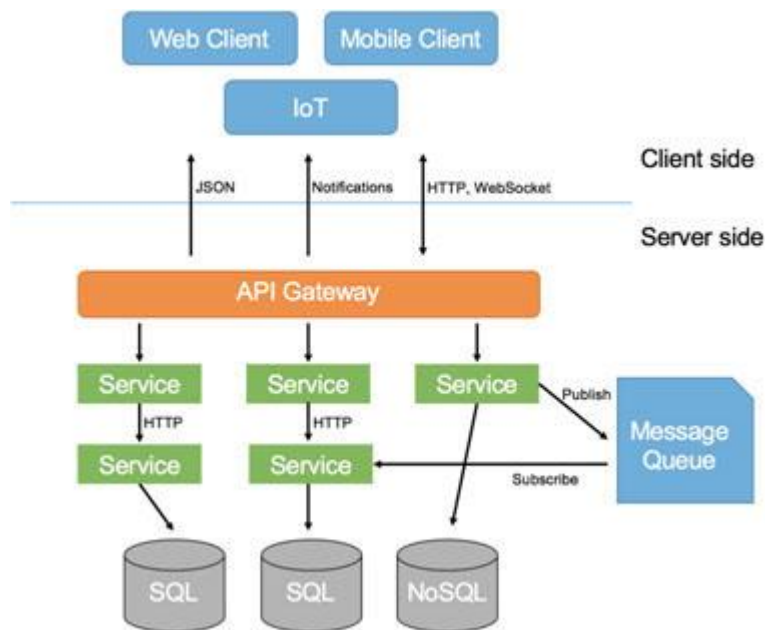 Web Client
Mobile Client
IoT
Client side
JSON
Notifications
HTTP, WebSocket
Server side
API Gateway
Service
Service
Service
Publish
HTTP
HTTP
Message
Queue
Service
Service
Subscribe
SQL
SQL
NoSQL